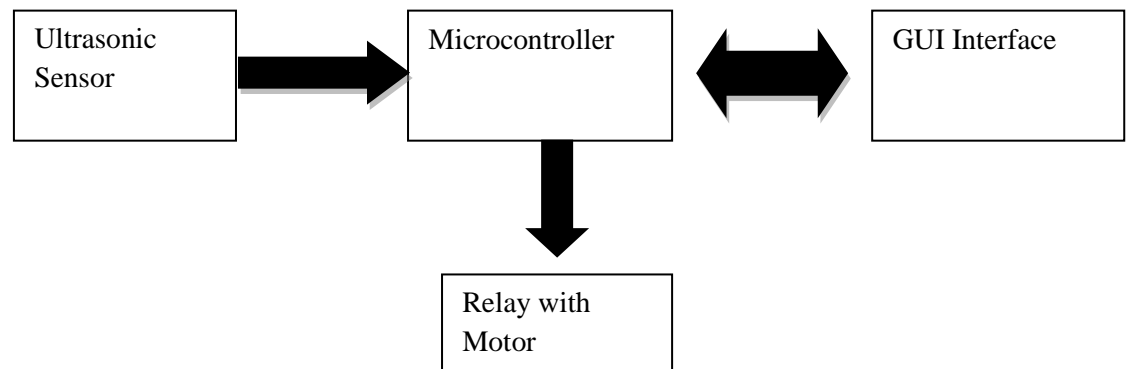 Ultrasonic
Sensor
Microcontroller
GUI Interface
Relay with
Motor